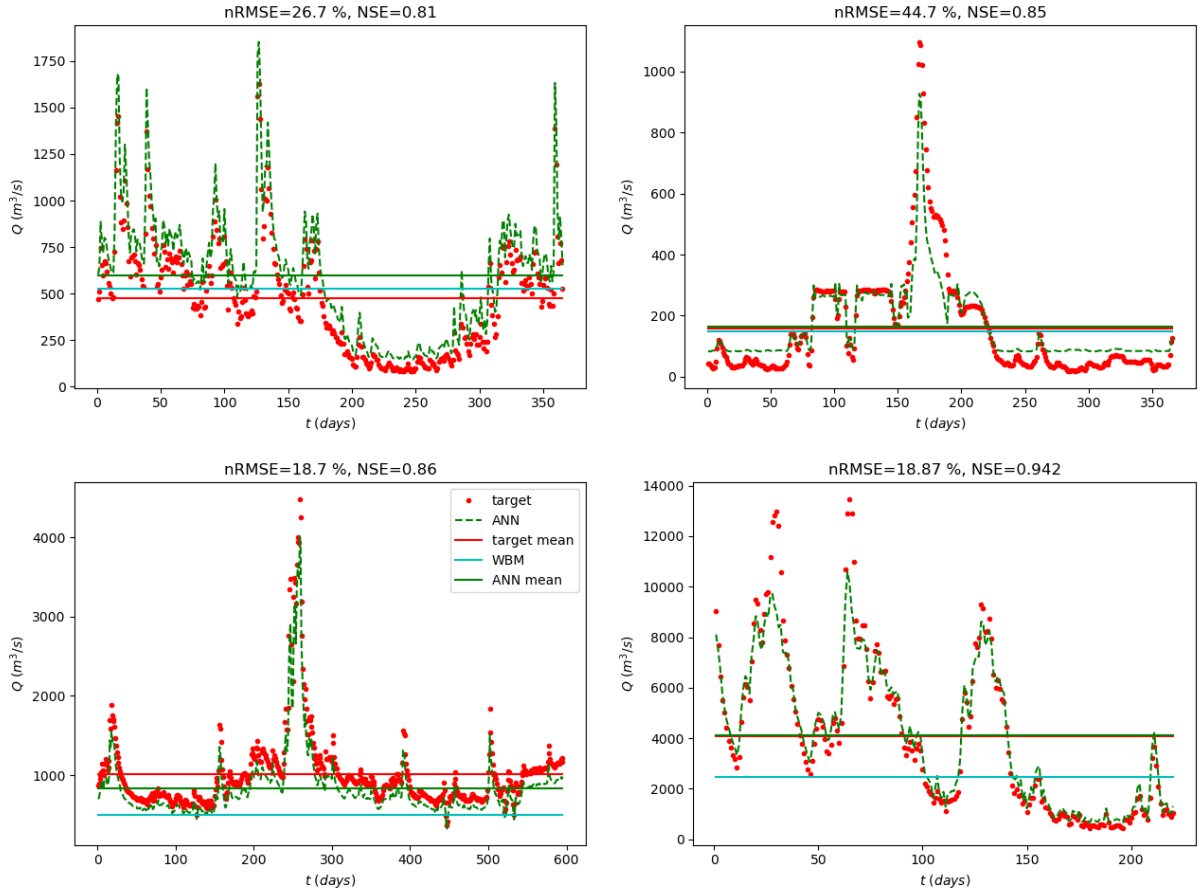 nRMSE=26.7 %, NSE=0.81
Q (m³/s)
1750
1500
1250
1000
750
500
250
0
0 50 100 150 200 250 300 350
t (days)
nRMSE=44.7 %, NSE=0.85
Q (m³/s)
1000
800
600
400
200
0
0 50 100 150 200 250 300 350
t (days)
nRMSE=18.7 %, NSE=0.86
Q (m³/s)
4000
3000
2000
1000
0 100 200 300 400 500 600
t (days)
target
ANN
target mean
WBM
ANN mean
nRMSE=18.87 %, NSE=0.942
Q (m³/s)
14000
12000
10000
8000
6000
4000
2000
0
0 50 100 150 200
t (days)